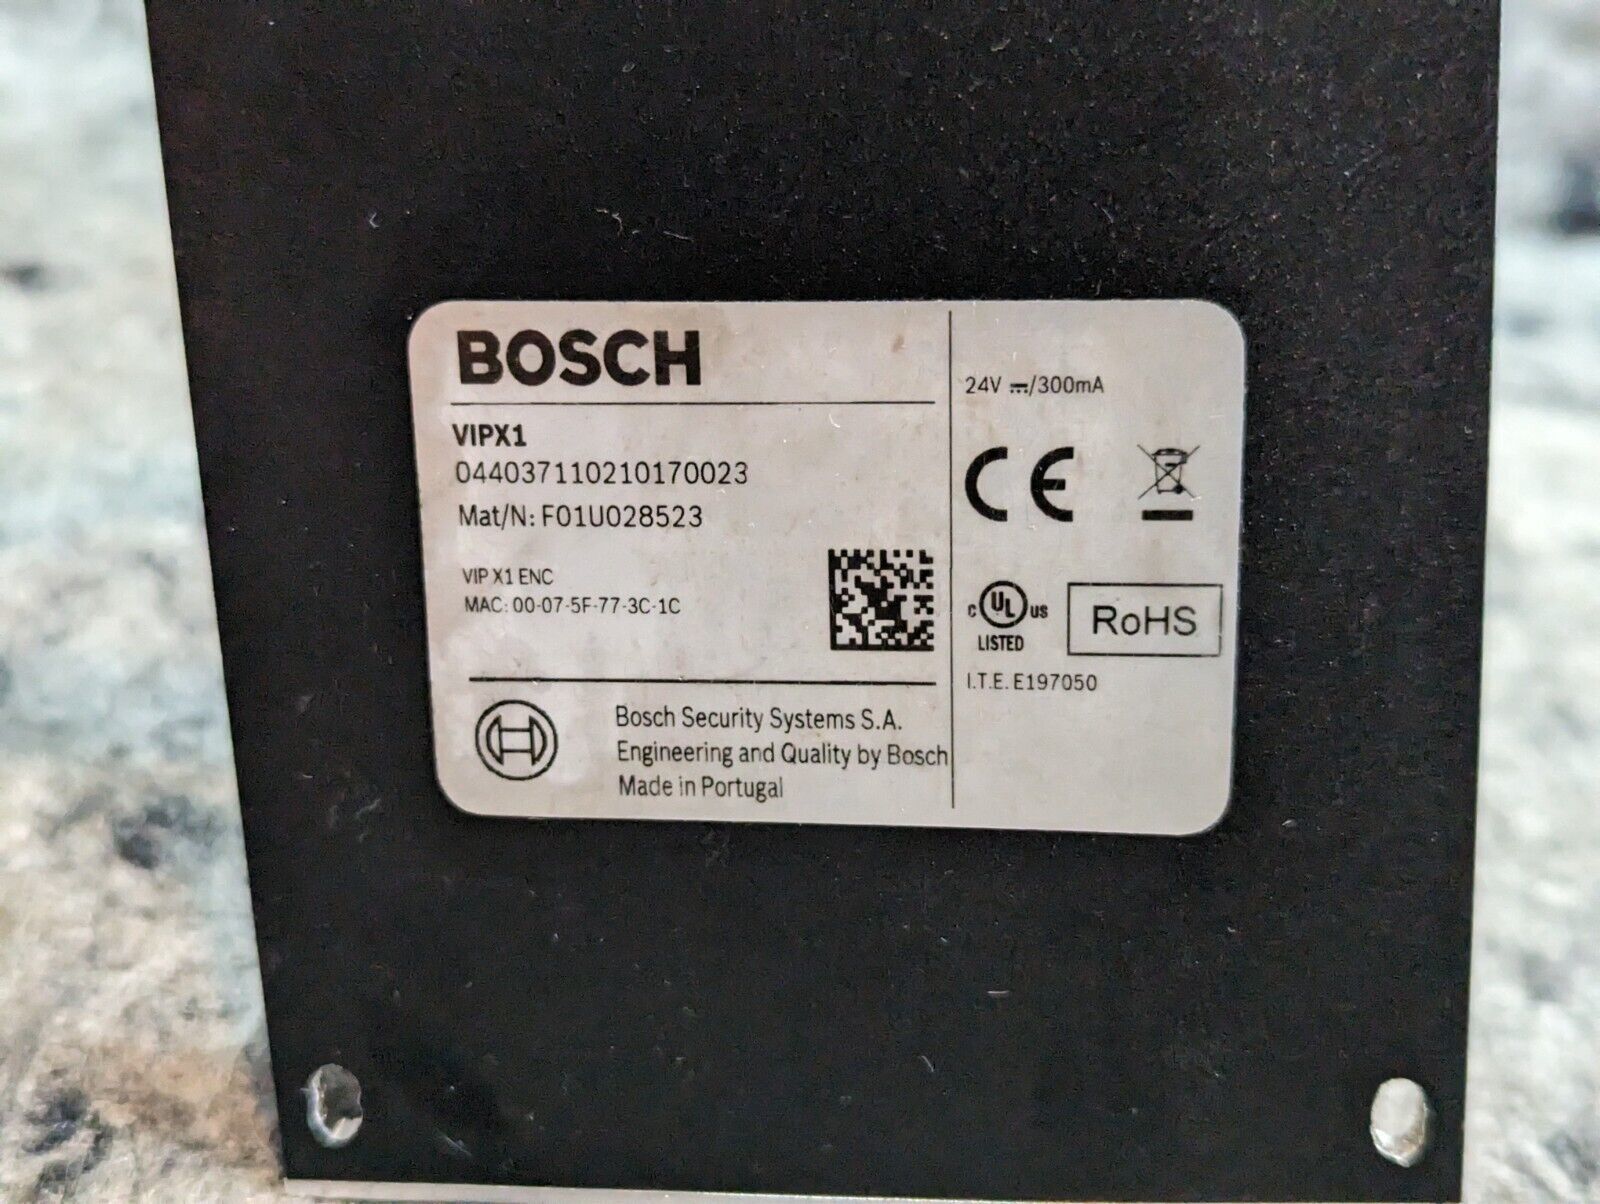 BOSCH
VIPX1
044037110210170023
Mat/N: F01U028523
VIP X1 ENC
MAC: 00-07-5F-77-3C-1C
Bosch Security Systems S.A.
Engineering and Quality by Bosch
Made in Portugal
24V ⎓/300mA
CE
c UL us
LISTED
RoHS
I.T.E. E197050